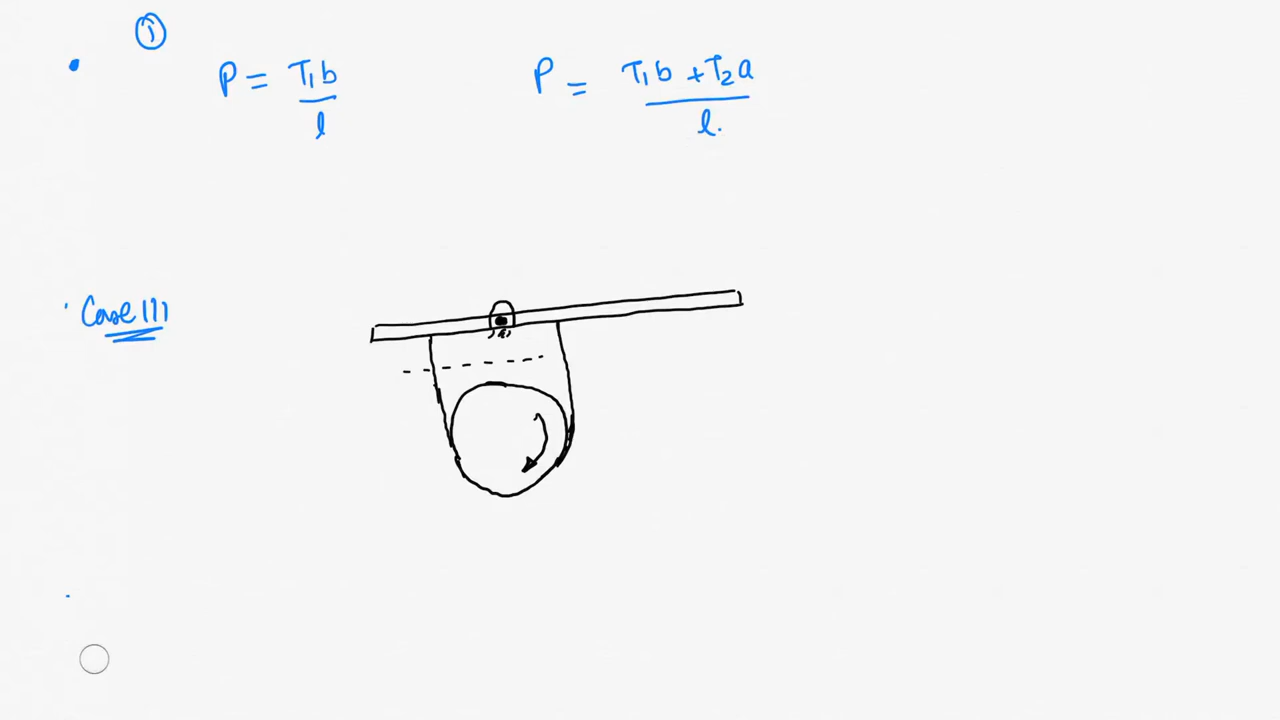 ①
P = T₁b / l    P = T₁b + T₂a / l.
Case III